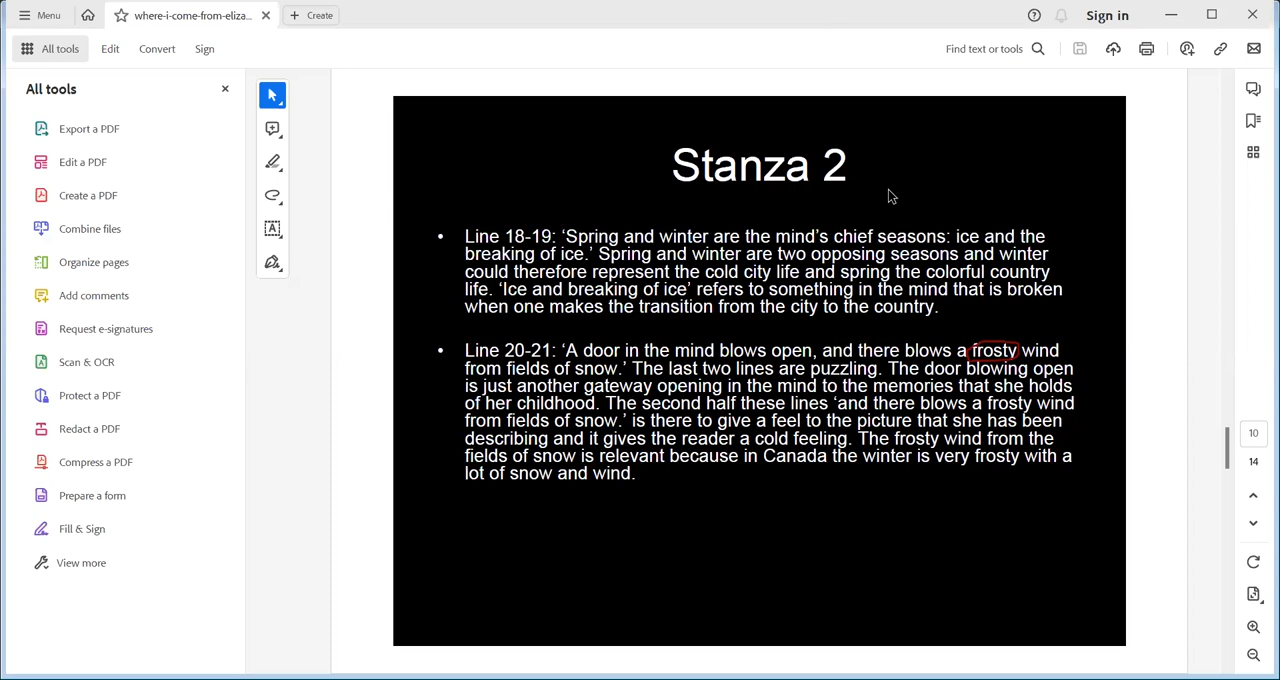 Menu
where-i-come-from-eliza...
Create
Sign in
All tools
Edit
Convert
Sign
Find text or tools
All tools
Export a PDF
Edit a PDF
Create a PDF
Combine files
Organize pages
Add comments
Request e-signatures
Scan & OCR
Protect a PDF
Redact a PDF
Compress a PDF
Prepare a form
Fill & Sign
View more
Stanza 2
• Line 18-19: ‘Spring and winter are the mind’s chief seasons: ice and the
breaking of ice.’ Spring and winter are two opposing seasons and winter
could therefore represent the cold city life and spring the colorful country
life. ‘Ice and breaking of ice’ refers to something in the mind that is broken
when one makes the transition from the city to the country.
• Line 20-21: ‘A door in the mind blows open, and there blows a frosty wind
from fields of snow.’ The last two lines are puzzling. The door blowing open
is just another gateway opening in the mind to the memories that she holds
of her childhood. The second half these lines ‘and there blows a frosty wind
from fields of snow.’ is there to give a feel to the picture that she has been
describing and it gives the reader a cold feeling. The frosty wind from the
fields of snow is relevant because in Canada the winter is very frosty with a
lot of snow and wind.
10
14